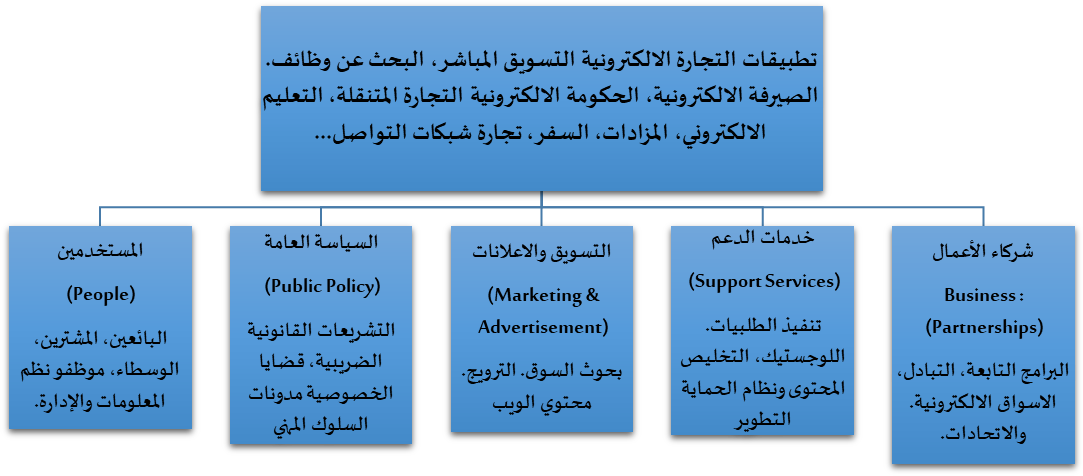 تطبيقات التجارة الالكترونية التسويق المباشر، البحث عن وظائف.
الصيرفة الالكترونية، الحكومة الالكترونية التجارة المتنقلة، التعليم
الالكتروني، المزادات، السفر، تجارة شبكات التواصل...
شركاء الأعمال
Business :
(Partnerships)
البرامج التابعة، التبادل،
الاسواق الالكترونية.
والاتحادات.
خدمات الدعم
(Support Services)
تنفيذ الطلبيات.
اللوجستيك، التخليص
المحتوى ونظام الحماية
التطوير
التسويق والاعلانات
(Marketing &
Advertisement)
بحوث السوق. الترويج.
محتوي الويب
السياسة العامة
(Public Policy)
التشريعات القانونية
الضريبية، قضايا
الخصوصية مدونات
السلوك المهني
المستخدمين
(People)
البائعين، المشترين،
الوسطاء، موظفو نظم
المعلومات والإدارة.